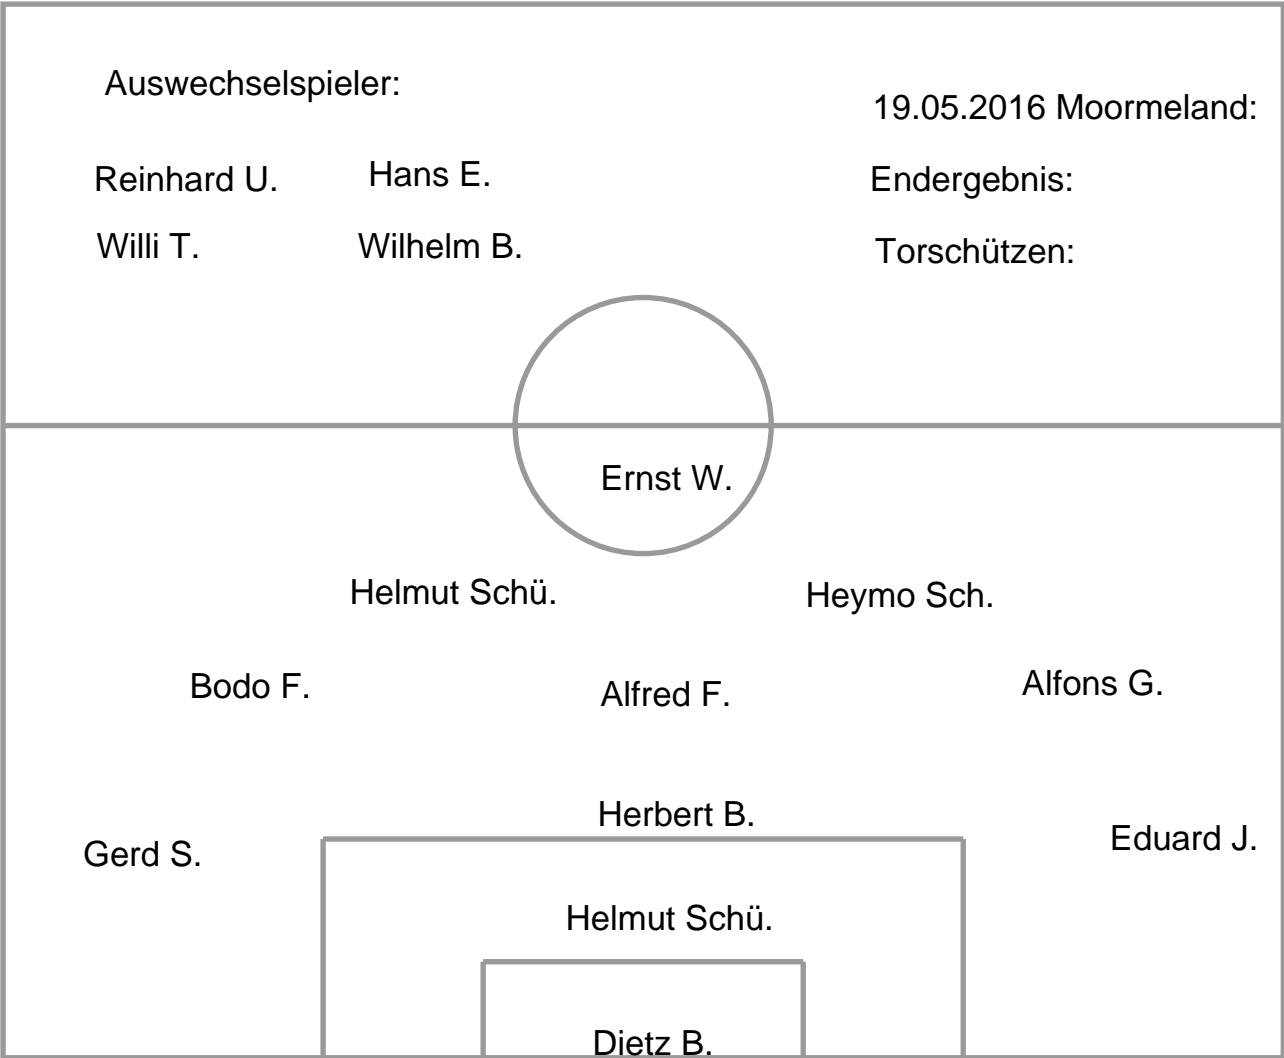 Auswechselspieler:
19.05.2016 Moormeland:
Reinhard U.
Hans E.
Endergebnis:
Willi T.
Wilhelm B.
Torschützen:
Ernst W.
Helmut Schü.
Heymo Sch.
Bodo F.
Alfred F.
Alfons G.
Herbert B.
Gerd S.
Eduard J.
Helmut Schü.
Dietz B.